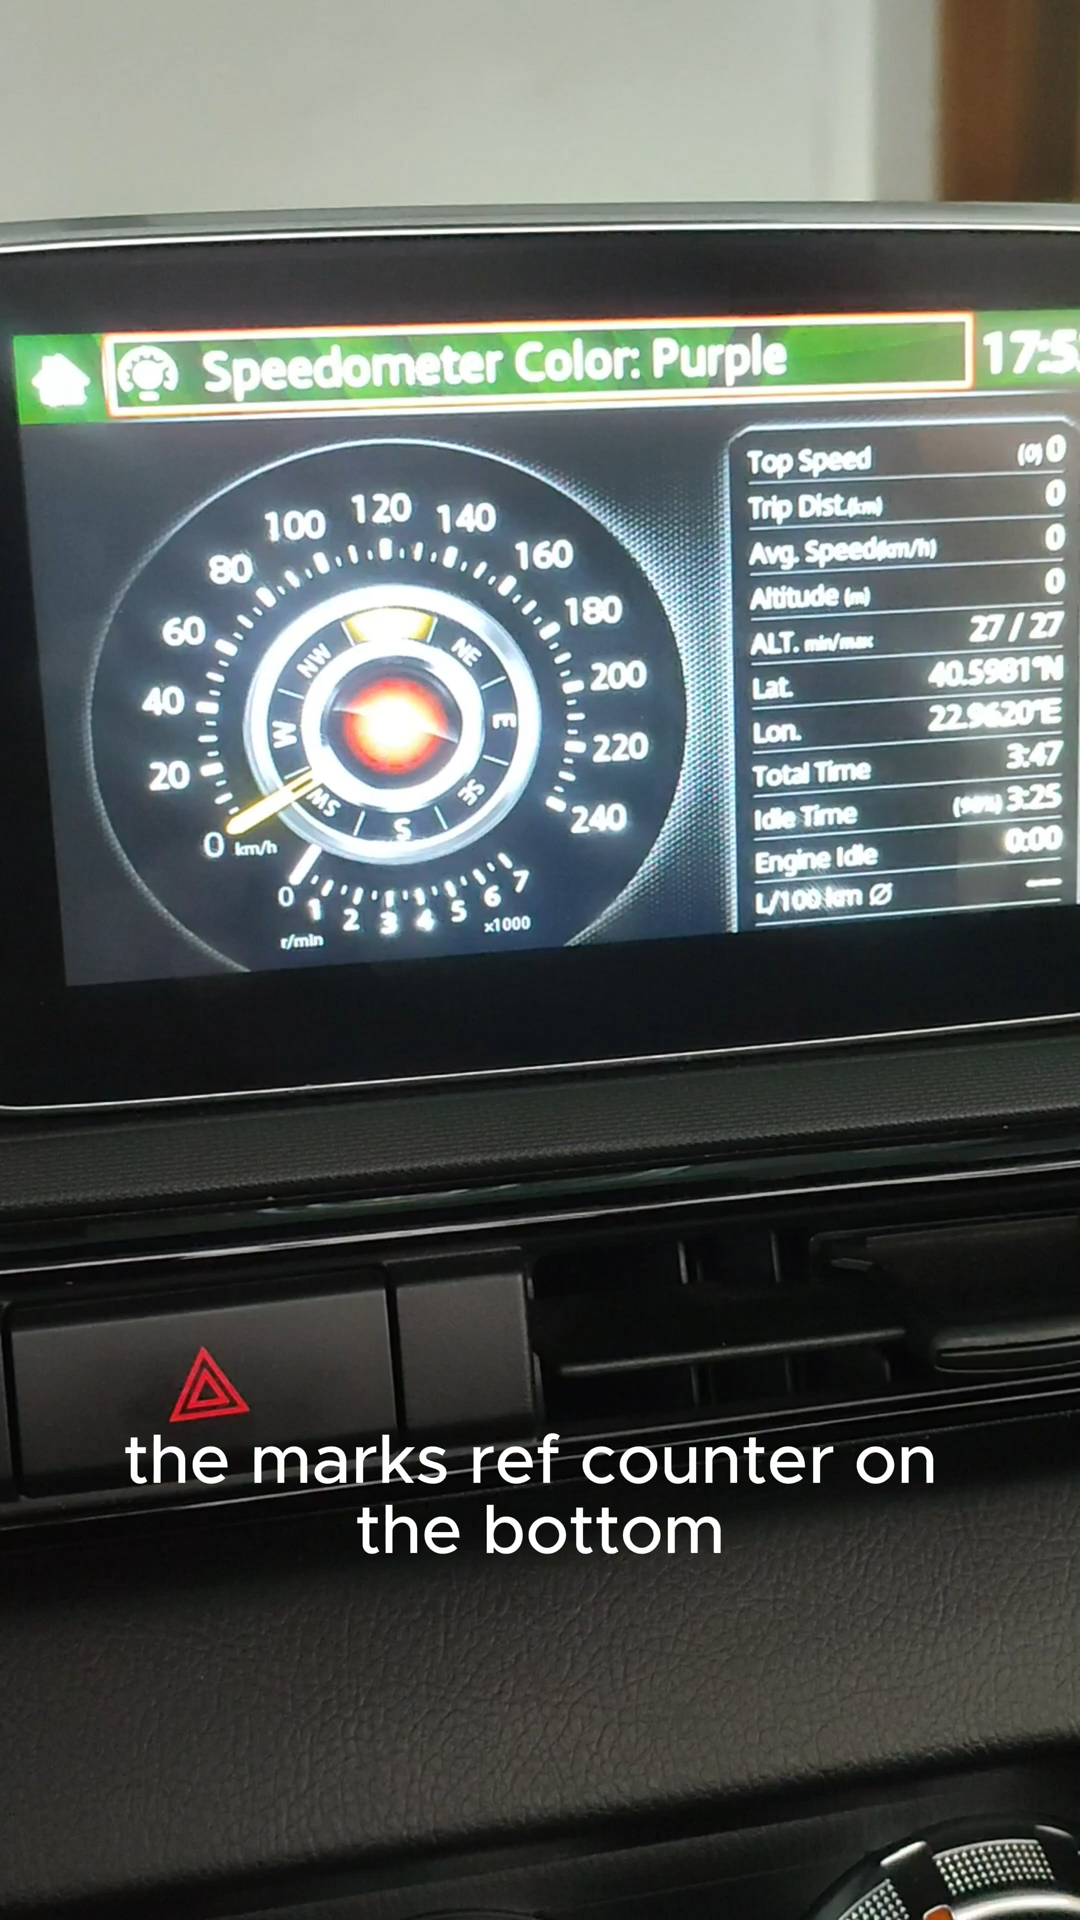 Speedometer Color: Purple
17:5
Top Speed (0) 0
Trip Dist.(km) 0
Avg. Speed(km/h) 0
Altitude (m) 0
ALT. min/max 27 / 27
Lat. 40.5981°N
Lon. 22.9620°E
Total Time 3:47
Idle Time (90%) 3:25
Engine Idle 0:00
L/100 km Ø —
0 20 40 60 80 100 120 140 160 180 200 220 240
km/h
NW NE
W E
SW SE
S
0 1 2 3 4 5 6 7
r/min x1000
the marks ref counter on
the bottom